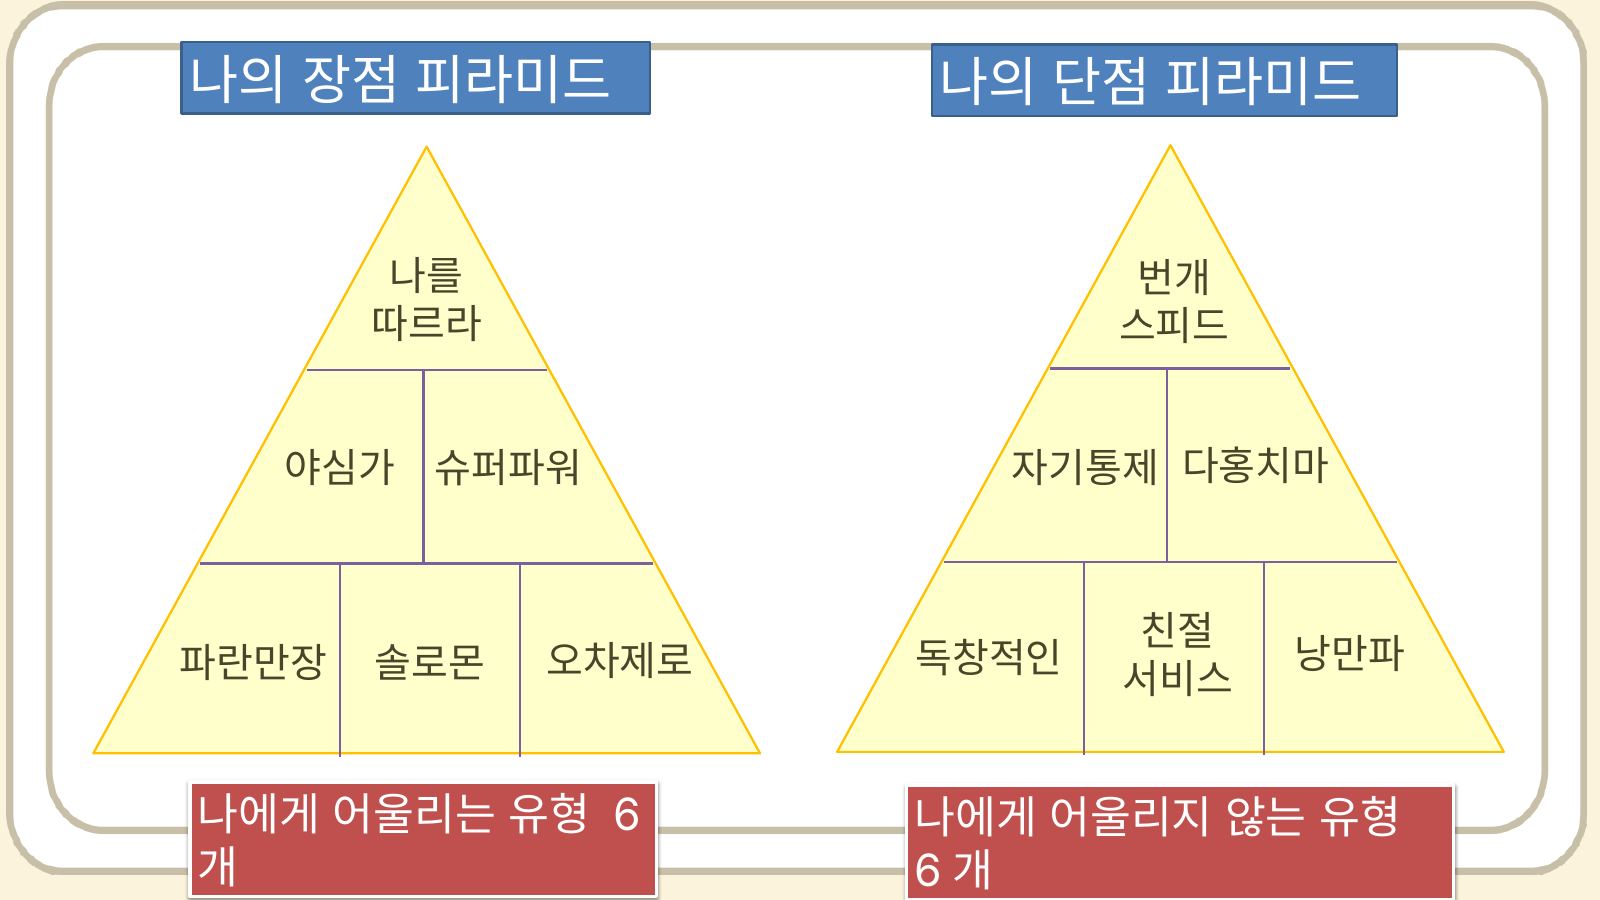 나의 장점 피라미드
나를
따르라
야심가
슈퍼파워
파란만장
솔로몬
오차제로
나에게 어울리는 유형 6
개
나의 단점 피라미드
번개
스피드
자기통제
다홍치마
독창적인
친절
서비스
낭만파
나에게 어울리지 않는 유형
6 개